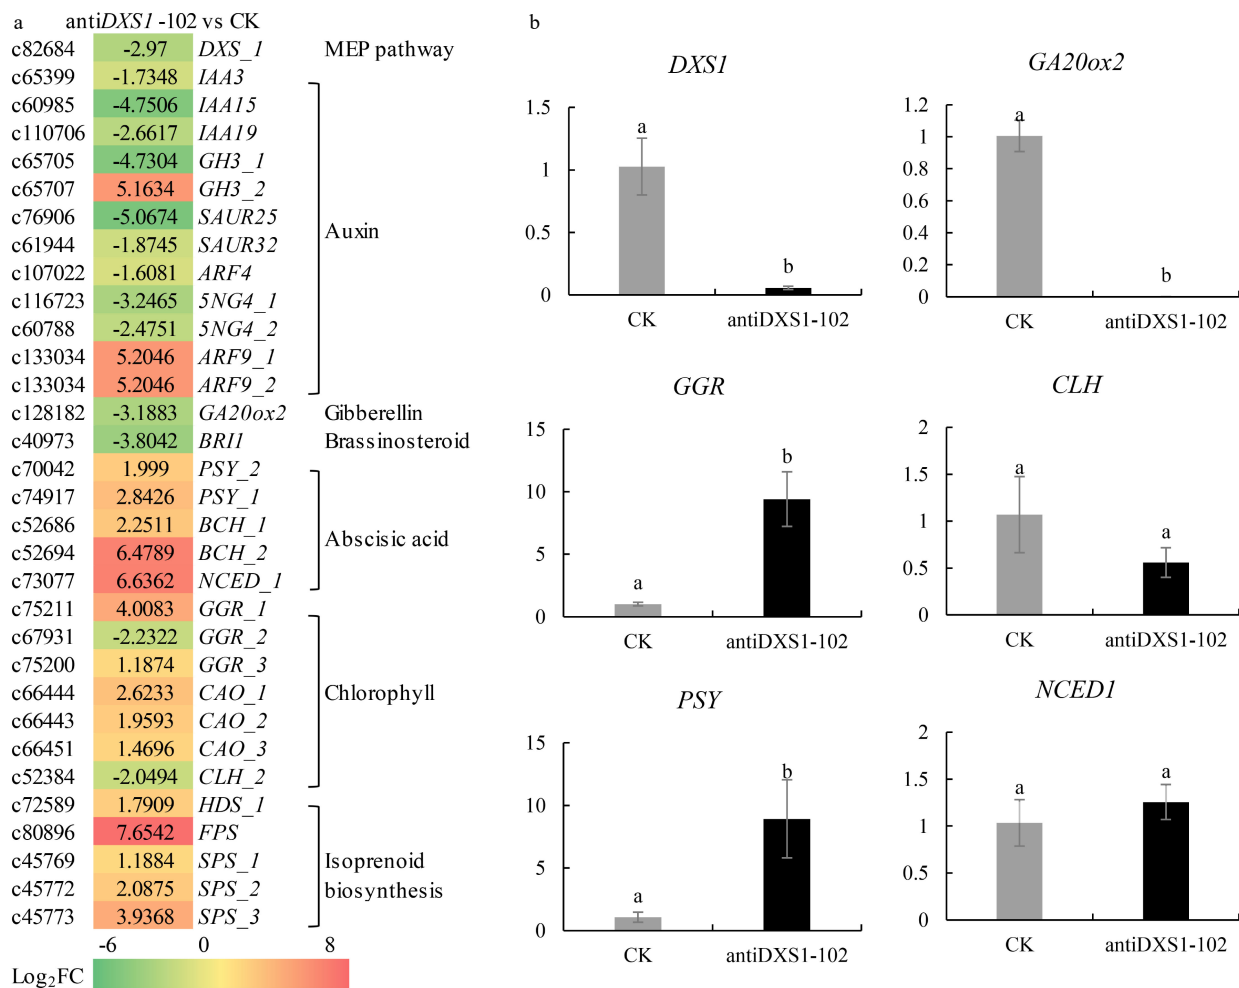 a antiDXS1 -102 vs CK
c82684 -2.97 DXS_1 MEP pathway
c65399 -1.7348 IAA3
c60985 -4.7506 IAA15
c110706 -2.6617 IAA19
c65705 -4.7304 GH3_1
c65707 5.1634 GH3_2
c76906 -5.0674 SAUR25
Auxin
c61944 -1.8745 SAUR32
c107022 -1.6081 ARF4
c116723 -3.2465 5NG4_1
c60788 -2.4751 5NG4_2
c133034 5.2046 ARF9_1
c133034 5.2046 ARF9_2
c128182 -3.1883 GA20ox2 Gibberellin
c40973 -3.8042 BRI1 Brassinosteroid
c70042 1.999 PSY_2
c74917 2.8426 PSY_1
c52686 2.2511 BCH_1
Abscisic acid
c52694 6.4789 BCH_2
c73077 6.6362 NCED_1
c75211 4.0083 GGR_1
c67931 -2.2322 GGR_2
c75200 1.1874 GGR_3
c66444 2.6233 CAO_1 Chlorophyll
c66443 1.9593 CAO_2
c66451 1.4696 CAO_3
c52384 -2.0494 CLH_2
c72589 1.7909 HDS_1
c80896 7.6542 FPS
c45769 1.1884 SPS_1 Isoprenoid
c45772 2.0875 SPS_2 biosynthesis
c45773 3.9368 SPS_3
-6 0 8
Log2FC
b
DXS1
1.5
1
0.5
0
a
b
CK antiDXS1-102
GA20ox2
1.2
1
0.8
0.6
0.4
0.2
0
a
b
CK antiDXS1-102
GGR
15
10
5
0
a
b
CK antiDXS1-102
CLH
2
1.5
1
0.5
0
a
a
CK antiDXS1-102
PSY
15
10
5
0
a
b
CK antiDXS1-102
NCED1
2
1.5
1
0.5
0
a
a
CK antiDXS1-102